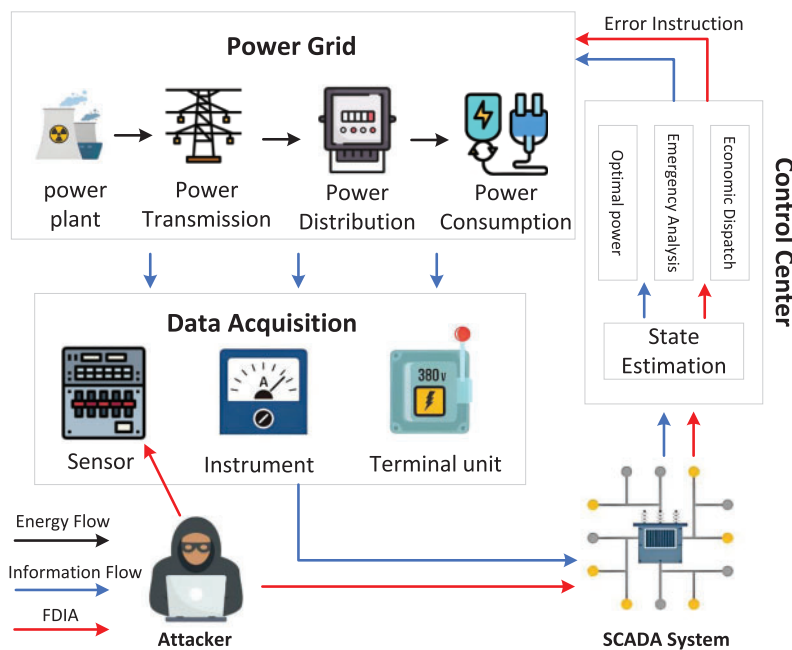 Error Instruction
Power Grid
power
plant
Power
Transmission
Power
Distribution
Power
Consumption
Optimal power
Emergency Analysis
Economic Dispatch
Control Center
State
Estimation
Data Acquisition
A
380v
Sensor
Instrument
Terminal unit
Energy Flow
Information Flow
FDIA
Attacker
SCADA System